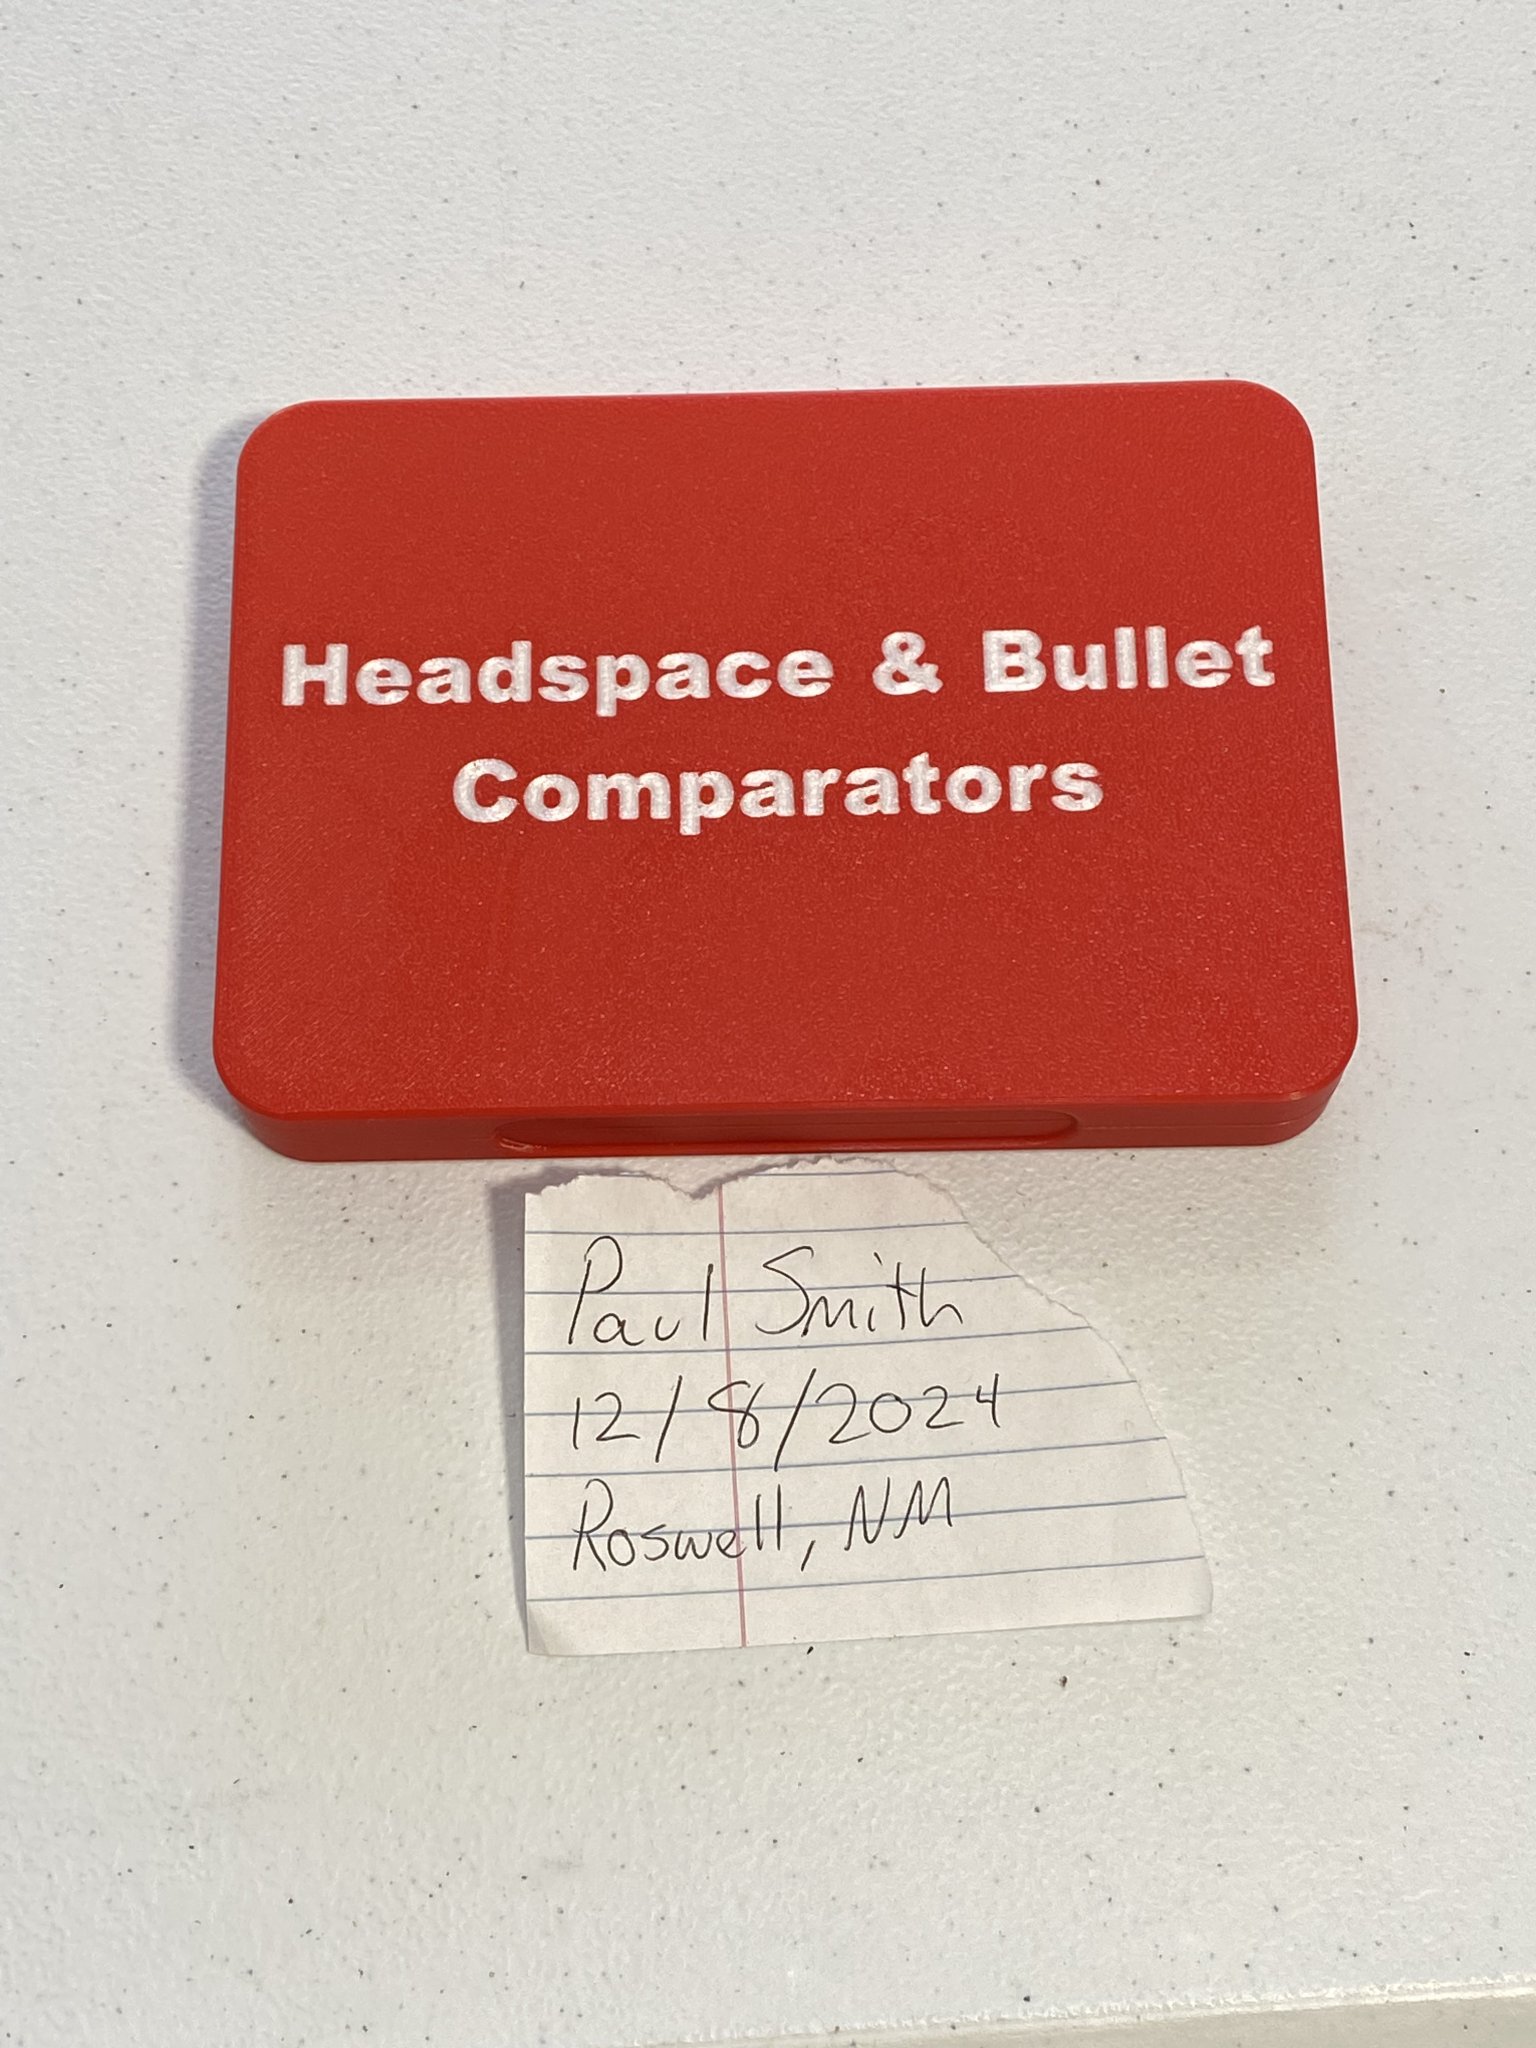 Headspace & Bullet
Comparators
Paul Smith
12/8/2024
Roswell, NM